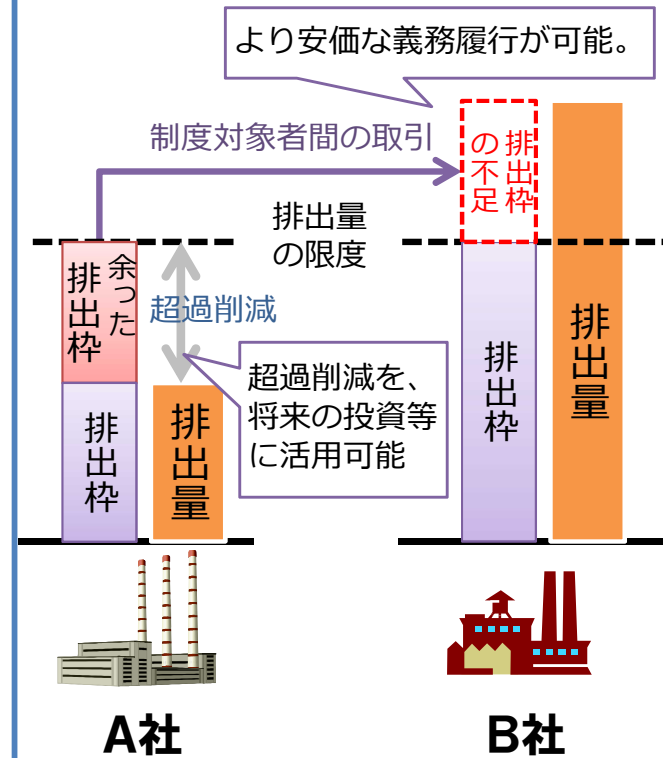 より安価な義務履行が可能。
制度対象者間の取引
排出枠
の不足
排出量
の限度
余った
排出枠
超過削減
超過削減を、
将来の投資等
に活用可能
排出枠
排出量
排出枠
排出量
A社
B社